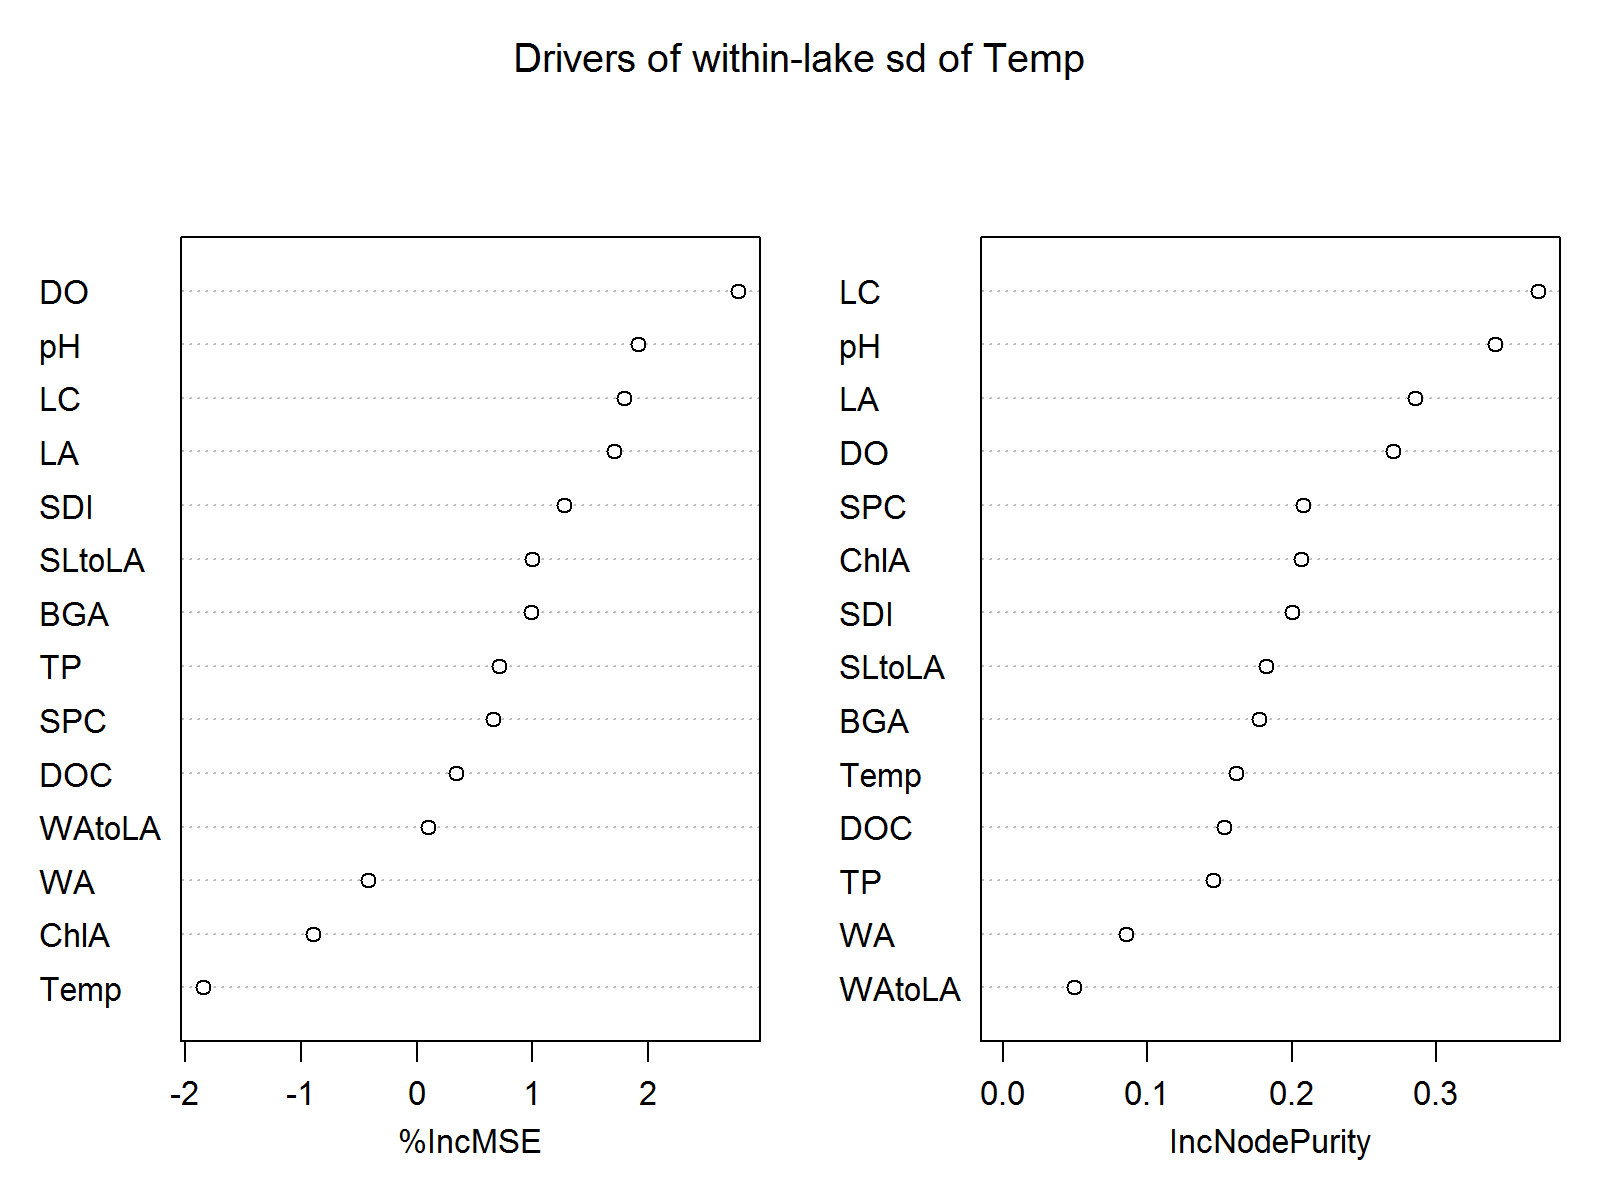 Drivers of within-lake sd of Temp
DO
pH
LC
LA
SDI
SLtoLA
BGA
TP
SPC
DOC
WAtoLA
WA
ChlA
Temp
-2 -1 0 1 2
%IncMSE
LC
pH
LA
DO
SPC
ChlA
SDI
SLtoLA
BGA
Temp
DOC
TP
WA
WAtoLA
0.0 0.1 0.2 0.3
IncNodePurity